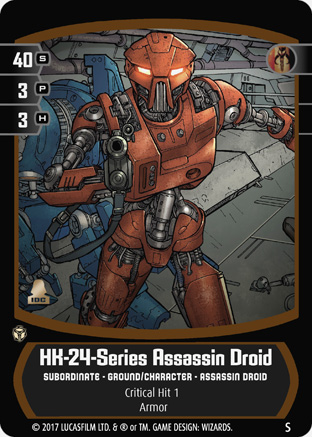 40 S
3 P
3 H
IDC
HK-24-Series Assassin Droid
SUBORDINATE - GROUND/CHARACTER - ASSASSIN DROID
Critical Hit 1
Armor
© 2017 LUCASFILM LTD. & ® or TM. GAME DESIGN: WIZARDS. S